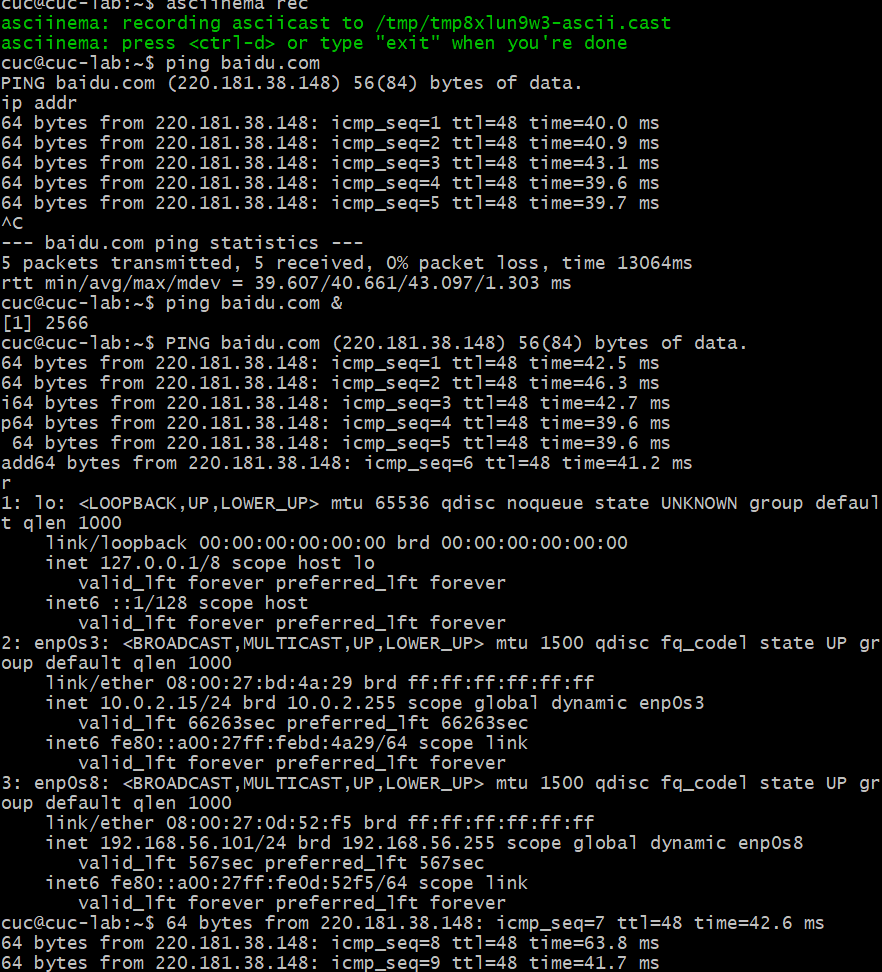 cuc@cuc-lab:~$ asciinema rec
asciinema: recording asciicast to /tmp/tmp8xlun9w3-ascii.cast
asciinema: press <ctrl-d> or type "exit" when you're done
cuc@cuc-lab:~$ ping baidu.com
PING baidu.com (220.181.38.148) 56(84) bytes of data.
ip addr
64 bytes from 220.181.38.148: icmp_seq=1 ttl=48 time=40.0 ms
64 bytes from 220.181.38.148: icmp_seq=2 ttl=48 time=40.9 ms
64 bytes from 220.181.38.148: icmp_seq=3 ttl=48 time=43.1 ms
64 bytes from 220.181.38.148: icmp_seq=4 ttl=48 time=39.6 ms
64 bytes from 220.181.38.148: icmp_seq=5 ttl=48 time=39.7 ms
^C
--- baidu.com ping statistics ---
5 packets transmitted, 5 received, 0% packet loss, time 13064ms
rtt min/avg/max/mdev = 39.607/40.661/43.097/1.303 ms
cuc@cuc-lab:~$ ping baidu.com &
[1] 2566
cuc@cuc-lab:~$ PING baidu.com (220.181.38.148) 56(84) bytes of data.
64 bytes from 220.181.38.148: icmp_seq=1 ttl=48 time=42.5 ms
64 bytes from 220.181.38.148: icmp_seq=2 ttl=48 time=46.3 ms
i64 bytes from 220.181.38.148: icmp_seq=3 ttl=48 time=42.7 ms
p64 bytes from 220.181.38.148: icmp_seq=4 ttl=48 time=39.6 ms
 64 bytes from 220.181.38.148: icmp_seq=5 ttl=48 time=39.6 ms
add64 bytes from 220.181.38.148: icmp_seq=6 ttl=48 time=41.2 ms
r
1: lo: <LOOPBACK,UP,LOWER_UP> mtu 65536 qdisc noqueue state UNKNOWN group defaul
t qlen 1000
    link/loopback 00:00:00:00:00:00 brd 00:00:00:00:00:00
    inet 127.0.0.1/8 scope host lo
       valid_lft forever preferred_lft forever
    inet6 ::1/128 scope host
       valid_lft forever preferred_lft forever
2: enp0s3: <BROADCAST,MULTICAST,UP,LOWER_UP> mtu 1500 qdisc fq_codel state UP gr
oup default qlen 1000
    link/ether 08:00:27:bd:4a:29 brd ff:ff:ff:ff:ff:ff
    inet 10.0.2.15/24 brd 10.0.2.255 scope global dynamic enp0s3
       valid_lft 66263sec preferred_lft 66263sec
    inet6 fe80::a00:27ff:febd:4a29/64 scope link
       valid_lft forever preferred_lft forever
3: enp0s8: <BROADCAST,MULTICAST,UP,LOWER_UP> mtu 1500 qdisc fq_codel state UP gr
oup default qlen 1000
    link/ether 08:00:27:0d:52:f5 brd ff:ff:ff:ff:ff:ff
    inet 192.168.56.101/24 brd 192.168.56.255 scope global dynamic enp0s8
       valid_lft 567sec preferred_lft 567sec
    inet6 fe80::a00:27ff:fe0d:52f5/64 scope link
       valid_lft forever preferred_lft forever
cuc@cuc-lab:~$ 64 bytes from 220.181.38.148: icmp_seq=7 ttl=48 time=42.6 ms
64 bytes from 220.181.38.148: icmp_seq=8 ttl=48 time=63.8 ms
64 bytes from 220.181.38.148: icmp_seq=9 ttl=48 time=41.7 ms